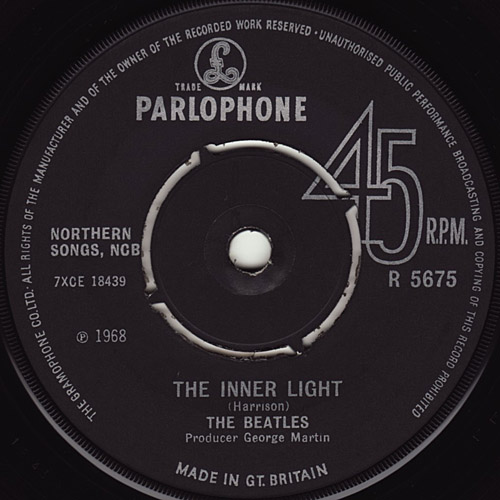 THE GRAMOPHONE CO.LTD. ALL RIGHTS OF THE MANUFACTURER AND OF THE OWNER OF THE RECORDED WORK RESERVED • UNAUTHORISED PUBLIC PERFORMANCE BROADCASTING AND COPYING OF THIS RECORD PROHIBITED
£
TRADE MARK
PARLOPHONE
45
R.P.M.
NORTHERN
SONGS, NCB
7XCE 18439
R 5675
℗ 1968
THE INNER LIGHT
(Harrison)
THE BEATLES
Producer George Martin
MADE IN GT. BRITAIN